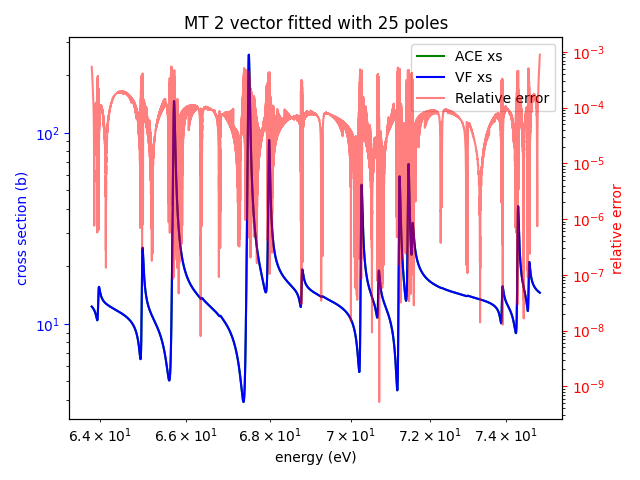 MT 2 vector fitted with 25 poles
ACE xs
VF xs
Relative error
cross section (b)
10²
10¹
10⁻³
10⁻⁴
10⁻⁵
10⁻⁶
10⁻⁷
10⁻⁸
10⁻⁹
relative error
6.4 × 10¹ 6.6 × 10¹ 6.8 × 10¹ 7 × 10¹ 7.2 × 10¹ 7.4 × 10¹
energy (eV)